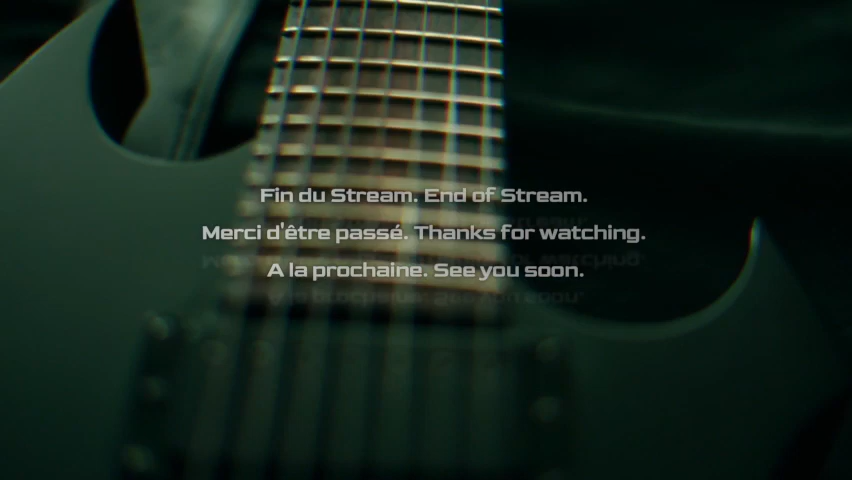 Fin du Stream. End of Stream.
Merci d'être passé. Thanks for watching.
A la prochaine. See you soon.